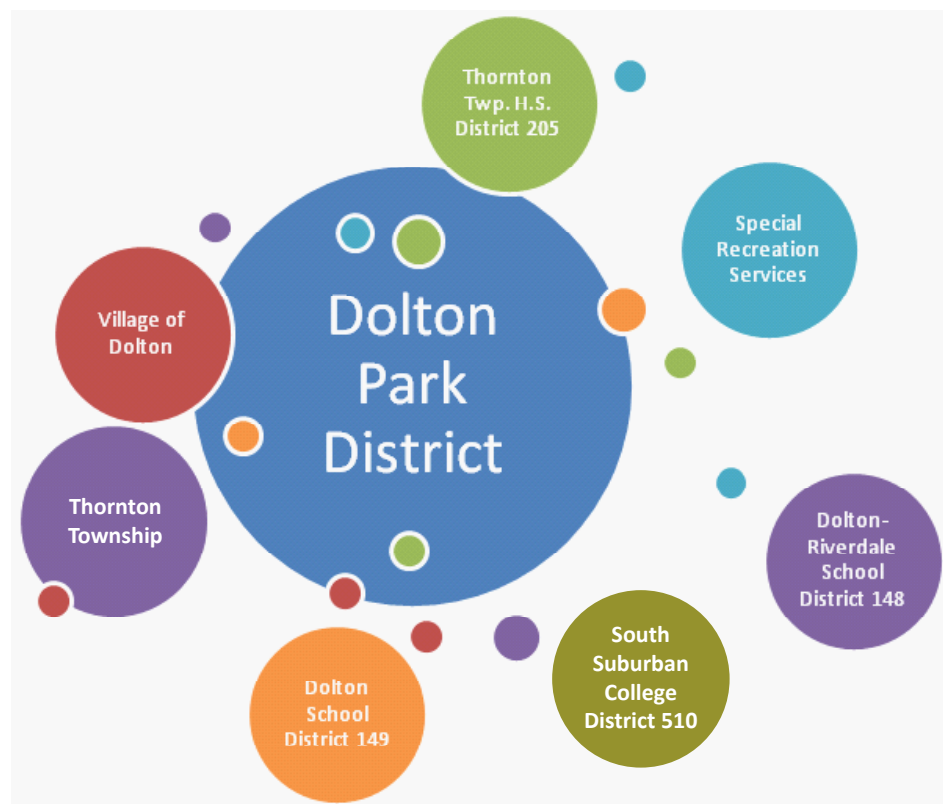 Thornton
Twp. H.S.
District 205
Special
Recreation
Services
Village of
Dolton
Dolton
Park
District
Thornton
Township
Dolton-
Riverdale
School
District 148
South
Suburban
College
District 510
Dolton
School
District 149